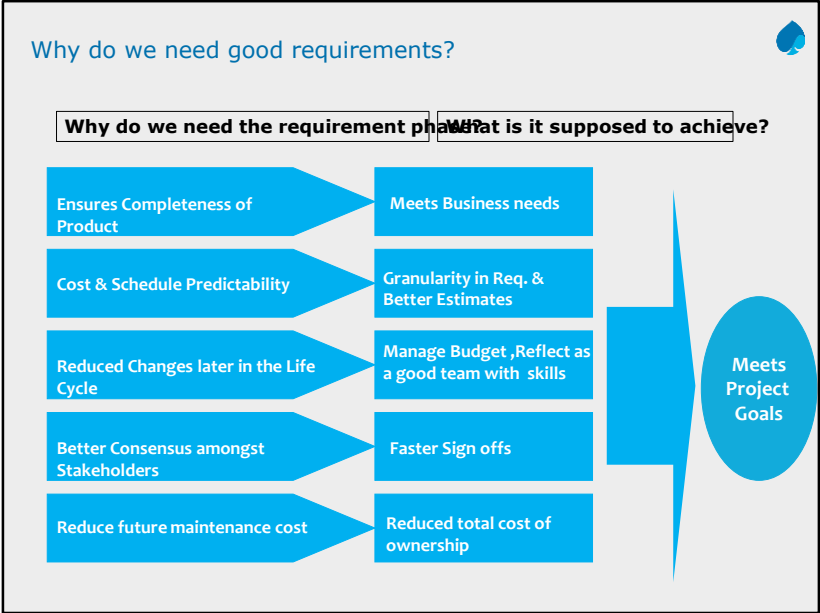 Why do we need good requirements?
Why do we need the requirement phase?
What is it supposed to achieve?
Ensures Completeness of
Product
Meets Business needs
Cost & Schedule Predictability
Granularity in Req. &
Better Estimates
Reduced Changes later in the Life
Cycle
Manage Budget ,Reflect as
a good team with skills
Better Consensus amongst
Stakeholders
Faster Sign offs
Reduce future maintenance cost
Reduced total cost of
ownership
Meets
Project
Goals